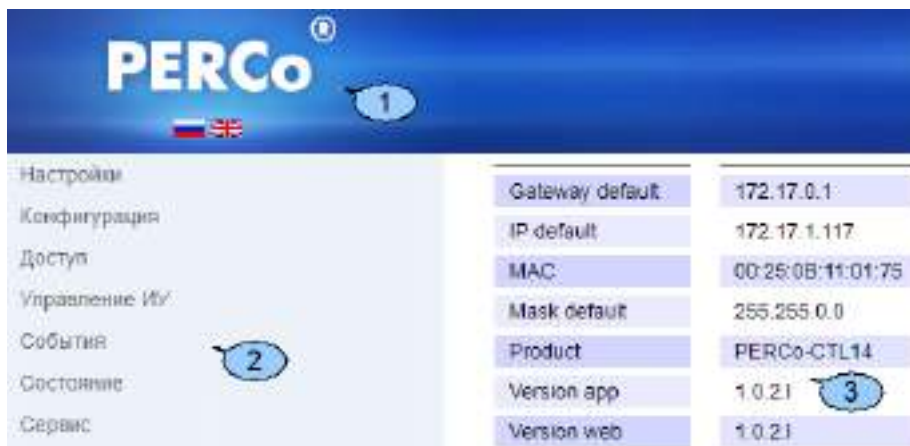 PERCo®
1
Настройки
Конфигурация
Доступ
Управление ИУ
События
2
Состояние
Сервис
Gateway default 172.17.0.1
IP default 172.17.1.117
MAC 00:25:0B:11:01:75
Mask default 255.255.0.0
Product PERCo-CTL14
Version app 1.0.2.I
3
Version web 1.0.2.I